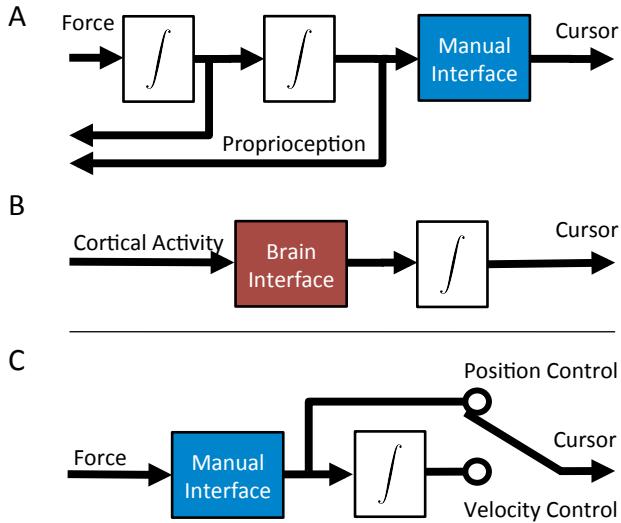 A
Force
∫
∫
Manual
Interface
Cursor
Proprioception
B
Cortical Activity
Brain
Interface
∫
Cursor
C
Position Control
Force
Manual
Interface
∫
Cursor
Velocity Control